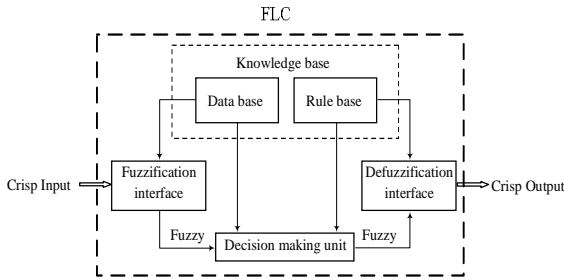 FLC
Knowledge base
Data base
Rule base
Fuzzification
interface
Defuzzification
interface
Crisp Input
Crisp Output
Fuzzy
Decision making unit
Fuzzy